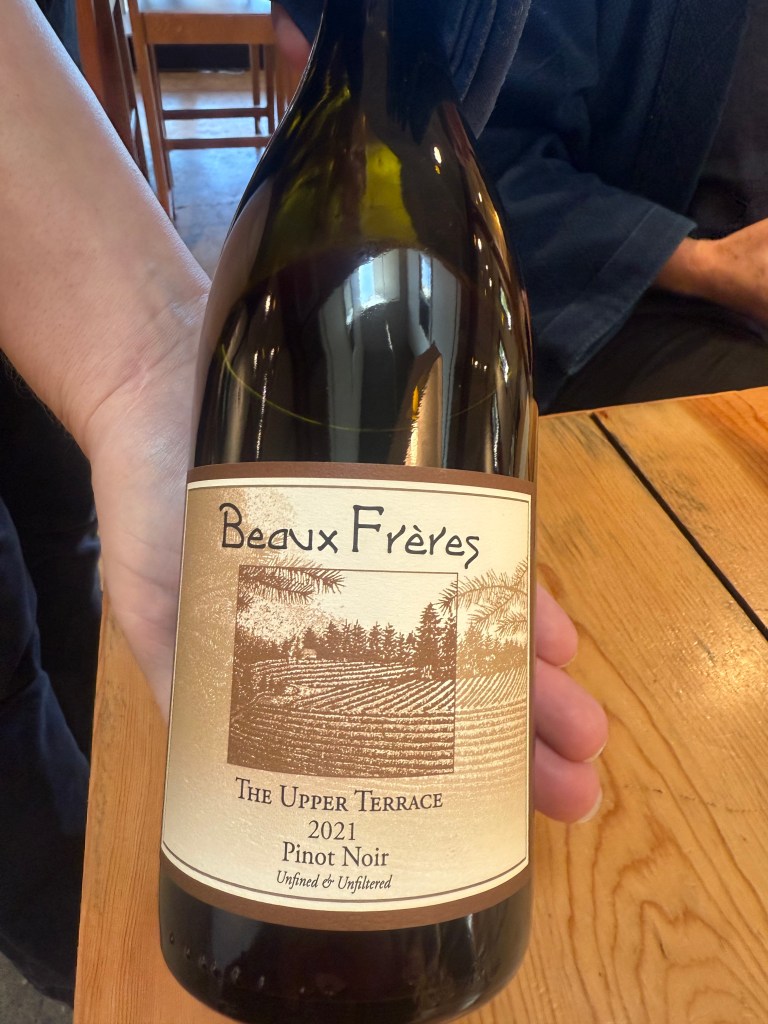 Beaux Frères
The Upper Terrace
2021
Pinot Noir
Unfined & Unfiltered